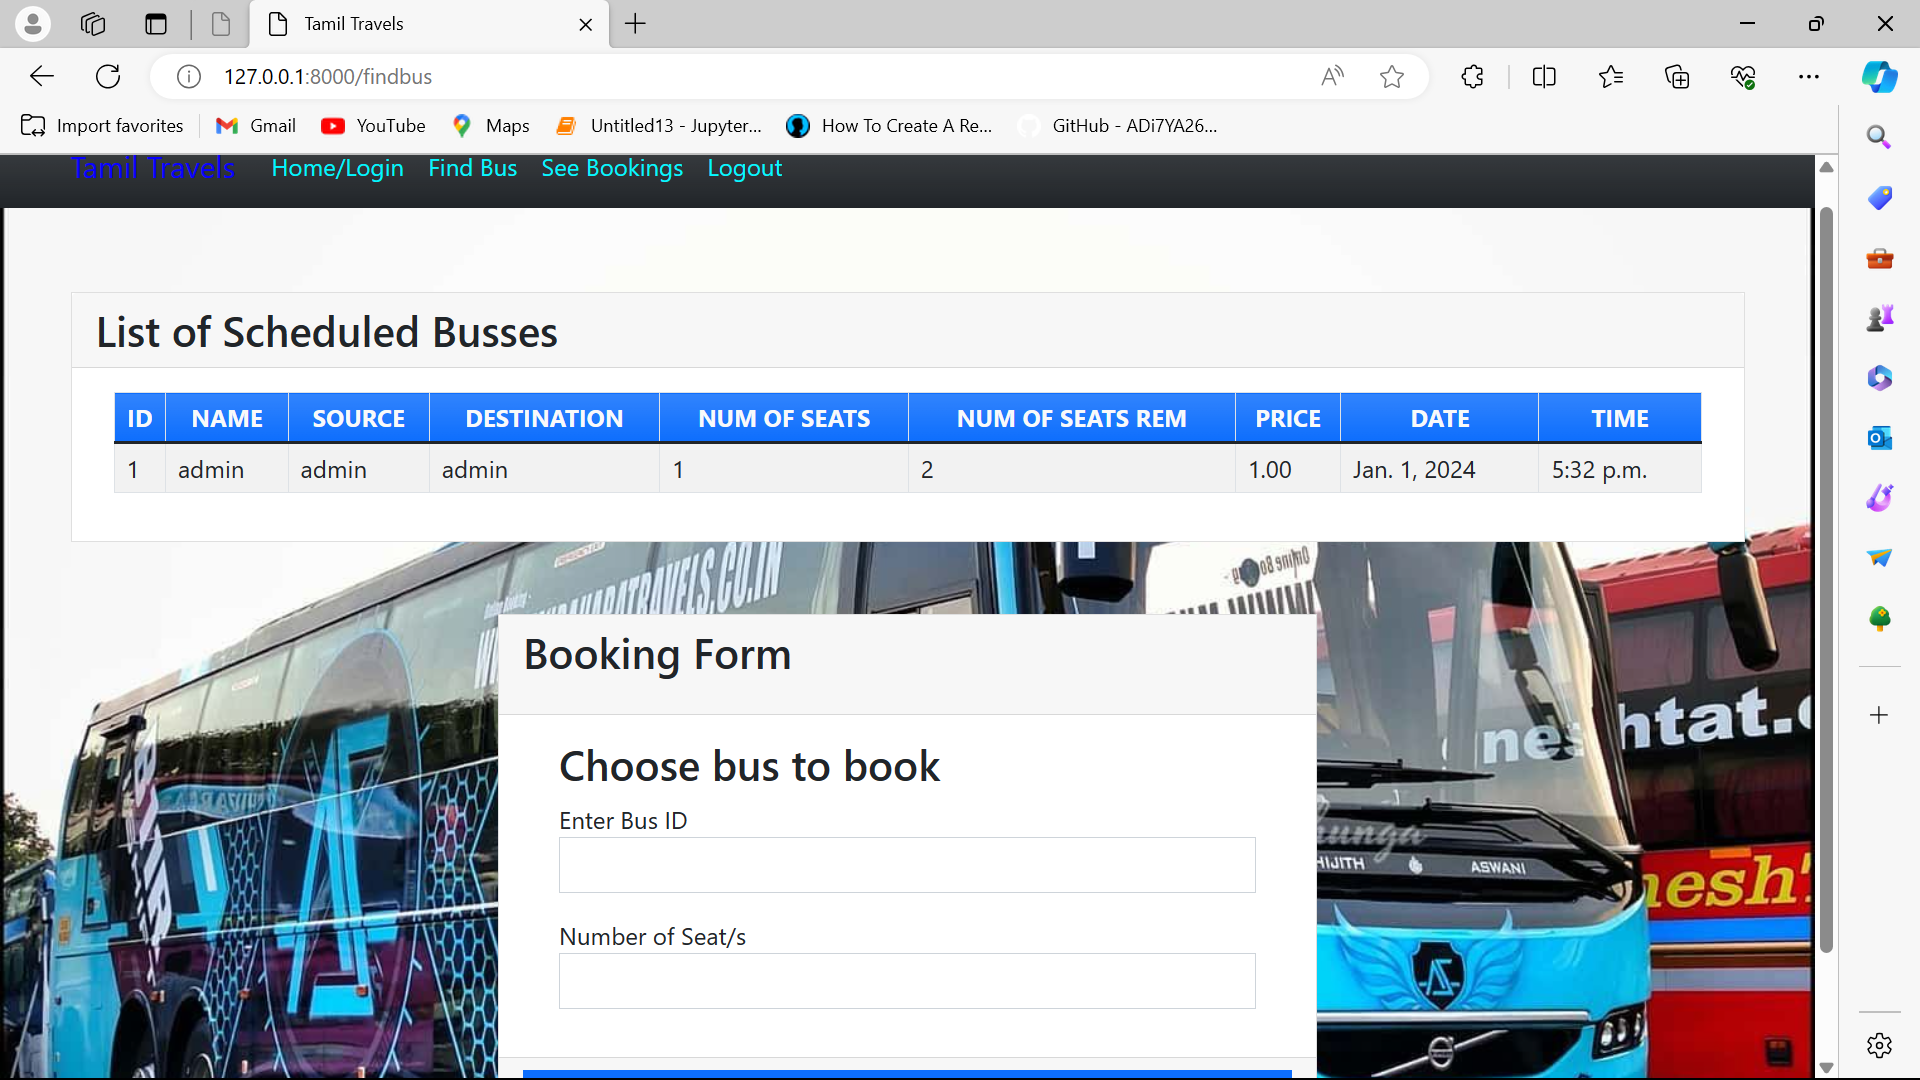 Tamil Travels
127.0.0.1:8000/findbus
Import favorites Gmail YouTube Maps Untitled13 - Jupyter... How To Create A Re... GitHub - ADi7YA26...
Tamil Travels Home/Login Find Bus See Bookings Logout
List of Scheduled Busses
ID NAME SOURCE DESTINATION NUM OF SEATS NUM OF SEATS REM PRICE DATE TIME
1 admin admin admin 1 2 1.00 Jan. 1, 2024 5:32 p.m.
Booking Form
Choose bus to book
Enter Bus ID
Number of Seat/s
ASWANI